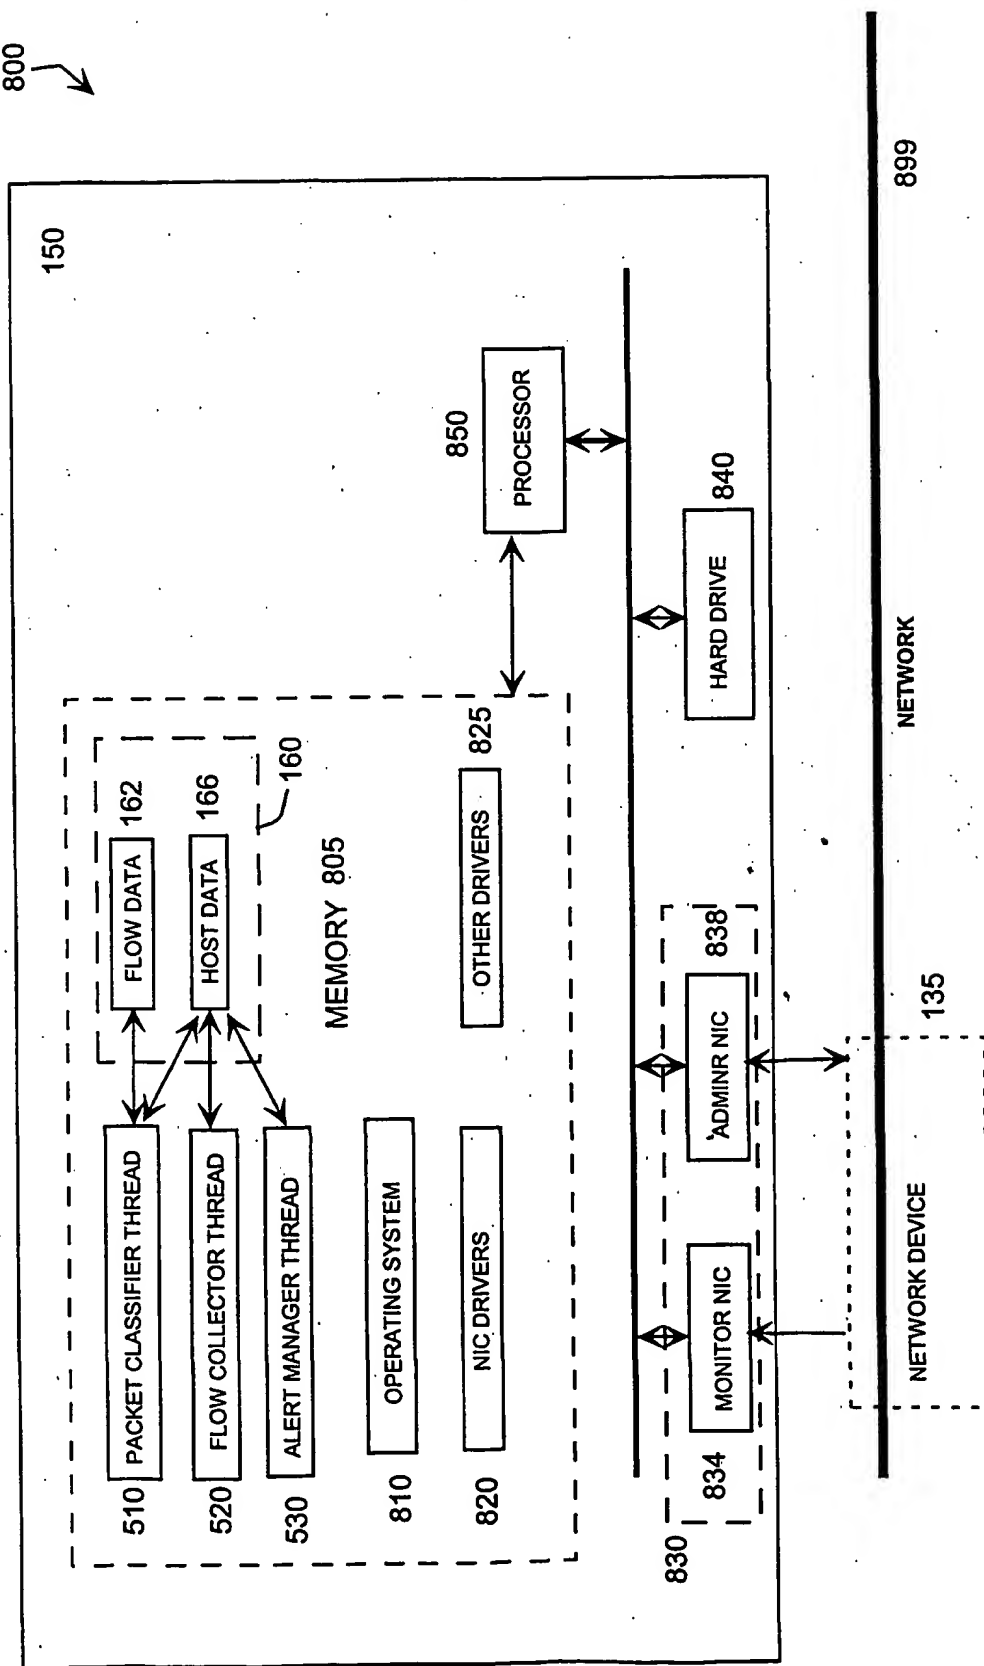 800
150
510 PACKET CLASSIFIER THREAD
FLOW DATA 162
520 FLOW COLLECTOR THREAD
HOST DATA 166
530 ALERT MANAGER THREAD
160
MEMORY 805
810 OPERATING SYSTEM
820 NIC DRIVERS
OTHER DRIVERS 825
850
PROCESSOR
830
834 MONITOR NIC
ADMINR NIC 838
HARD DRIVE 840
NETWORK DEVICE 135
NETWORK
899